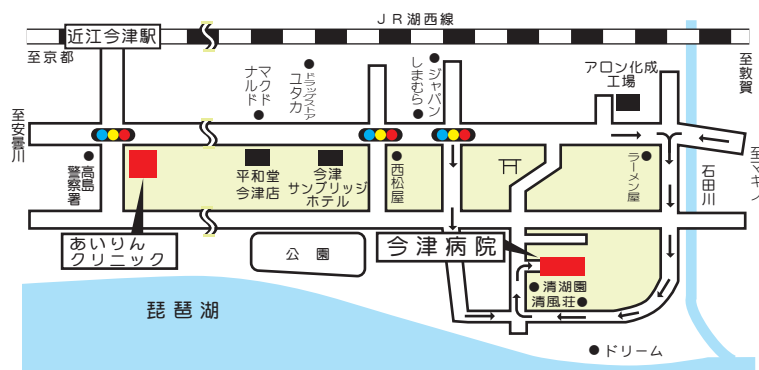 JR湖西線
近江今津駅
至京都
至敦賀
至安曇川
マクド
ナルド
ドラッグストア
ユタカ
ジャパン
しまむら
アロン化成
工場
至マキノ
高島
警察署
平和堂
今津店
今津
サンブリッジ
ホテル
西松屋
ラーメン屋
石田川
あいりん
クリニック
公園
今津病院
清湖園
清風荘
琵琶湖
ドリーム